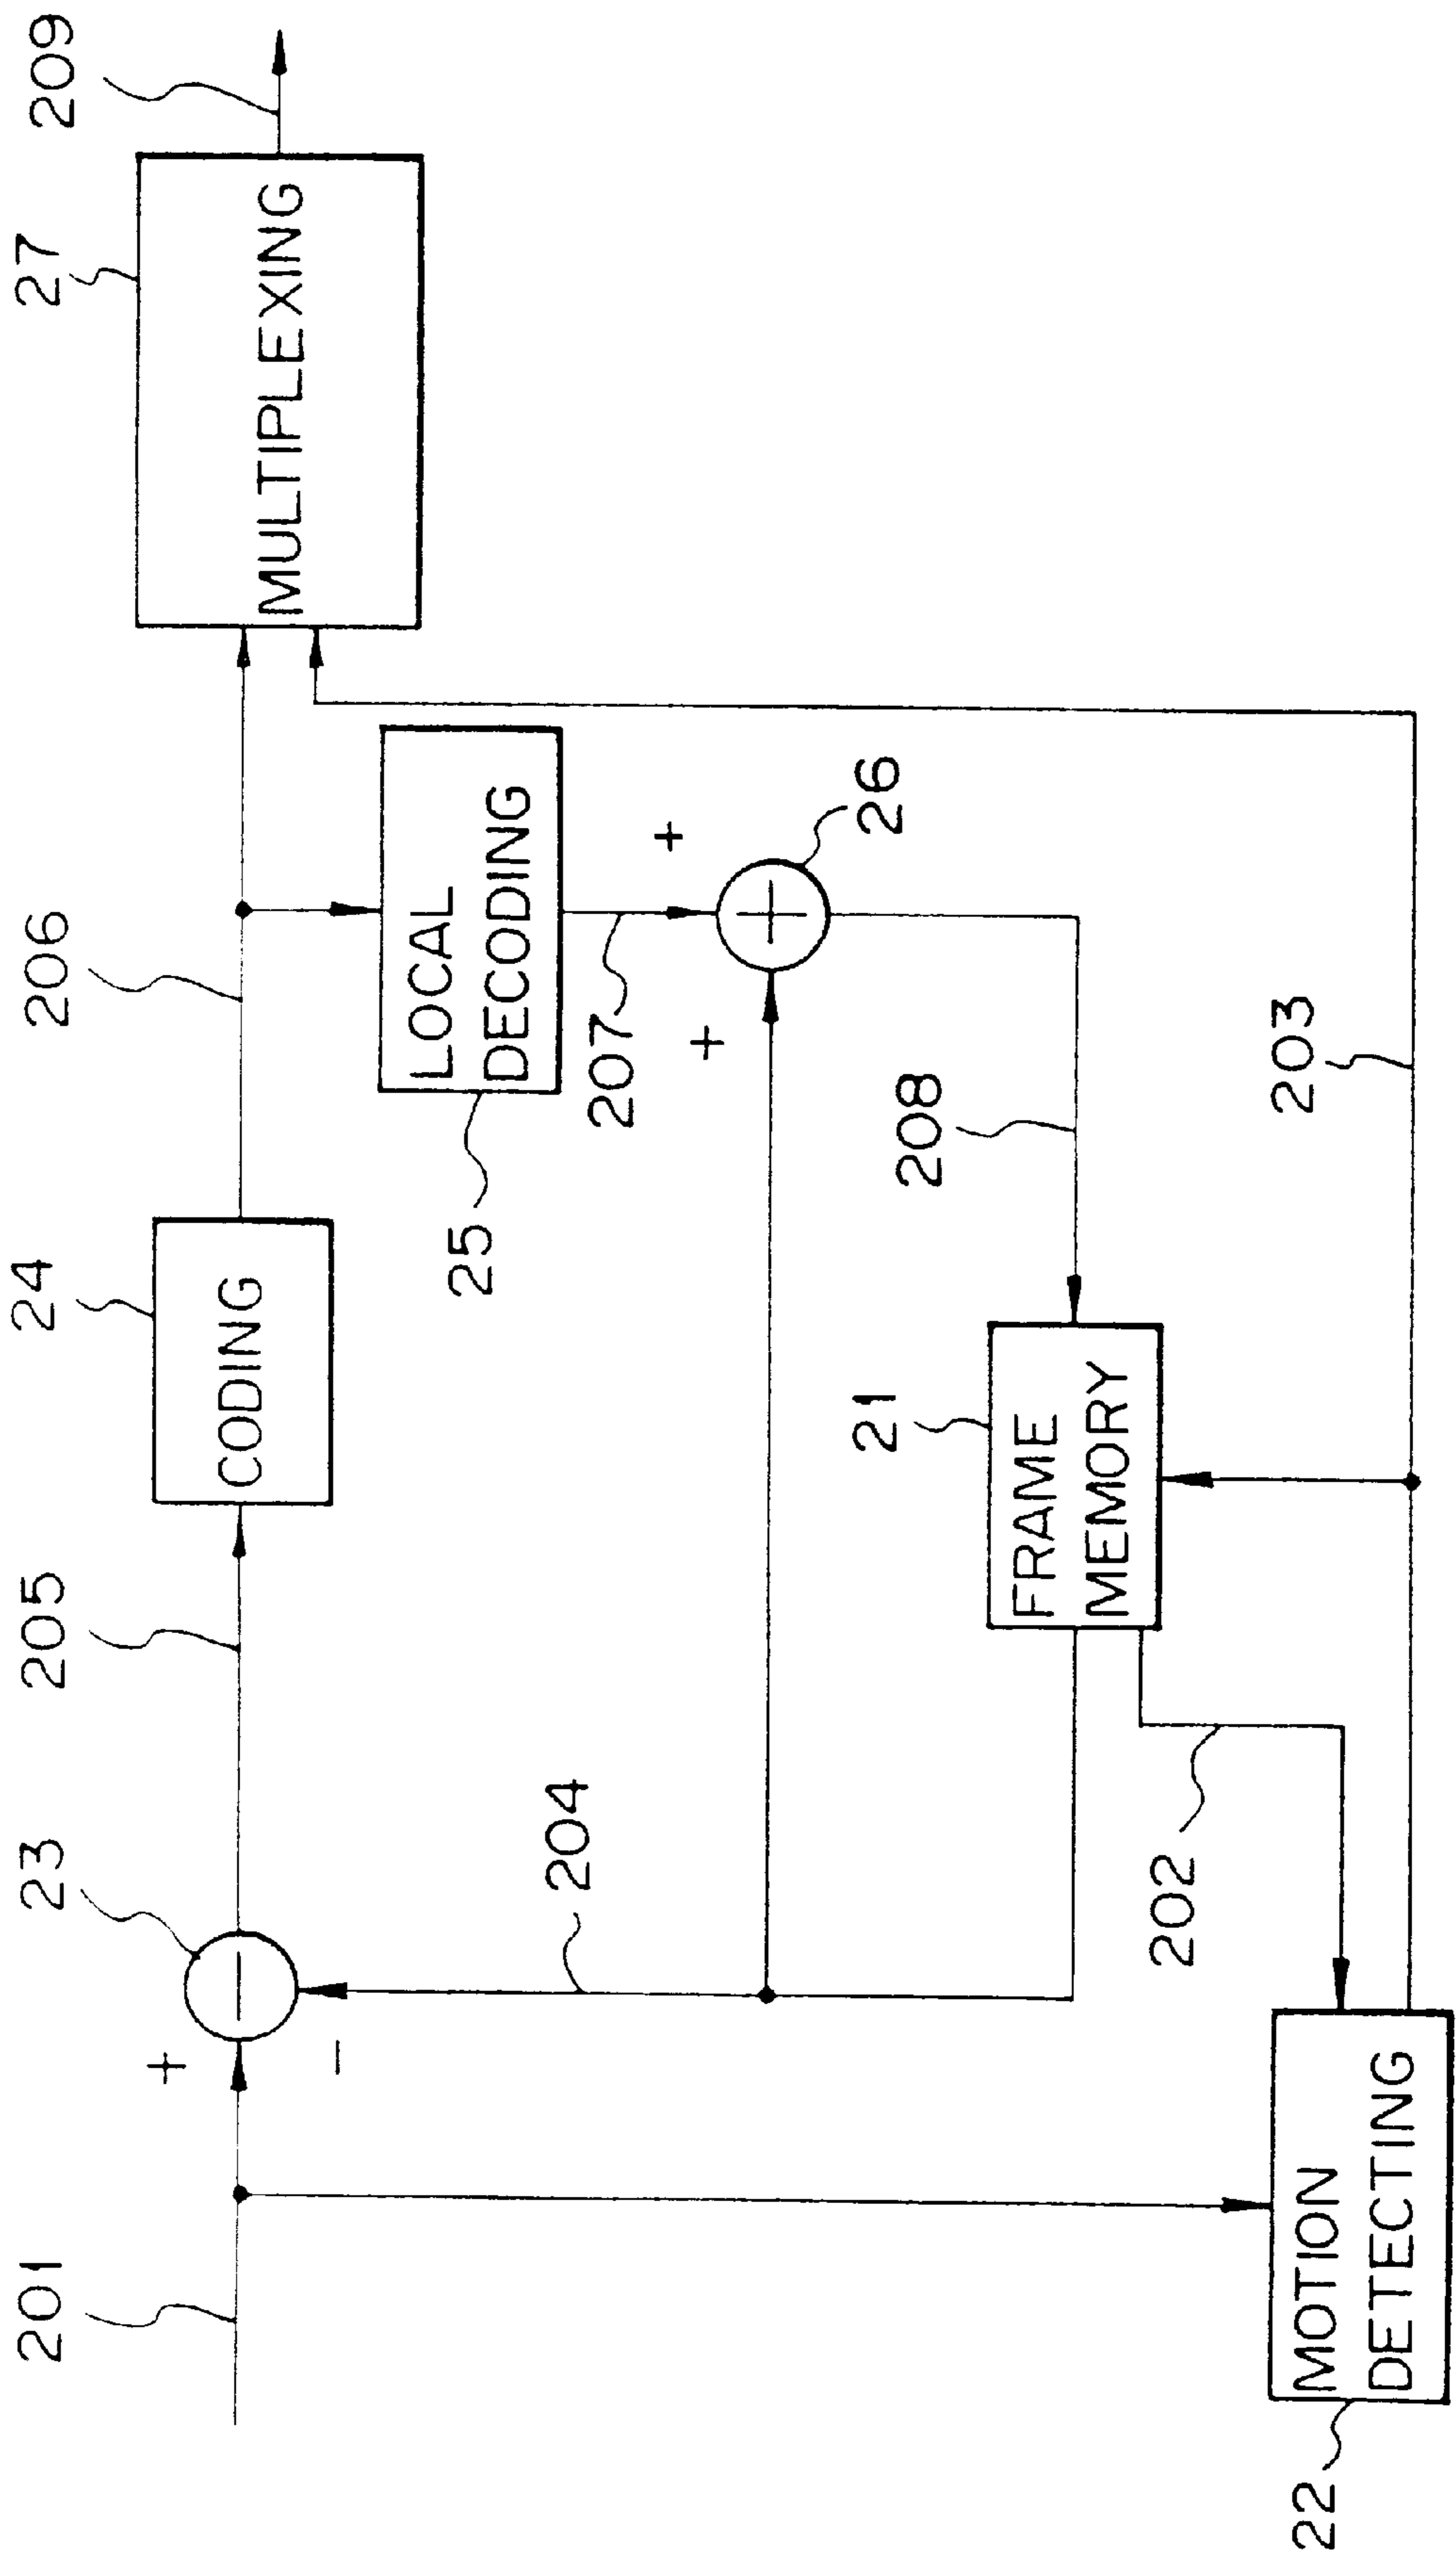 201
23
205
24
206
27
209
+
−
CODING
MULTIPLEXING
LOCAL
DECODING
25
207
+
+
26
204
208
21
FRAME
MEMORY
202
203
MOTION
DETECTING
22